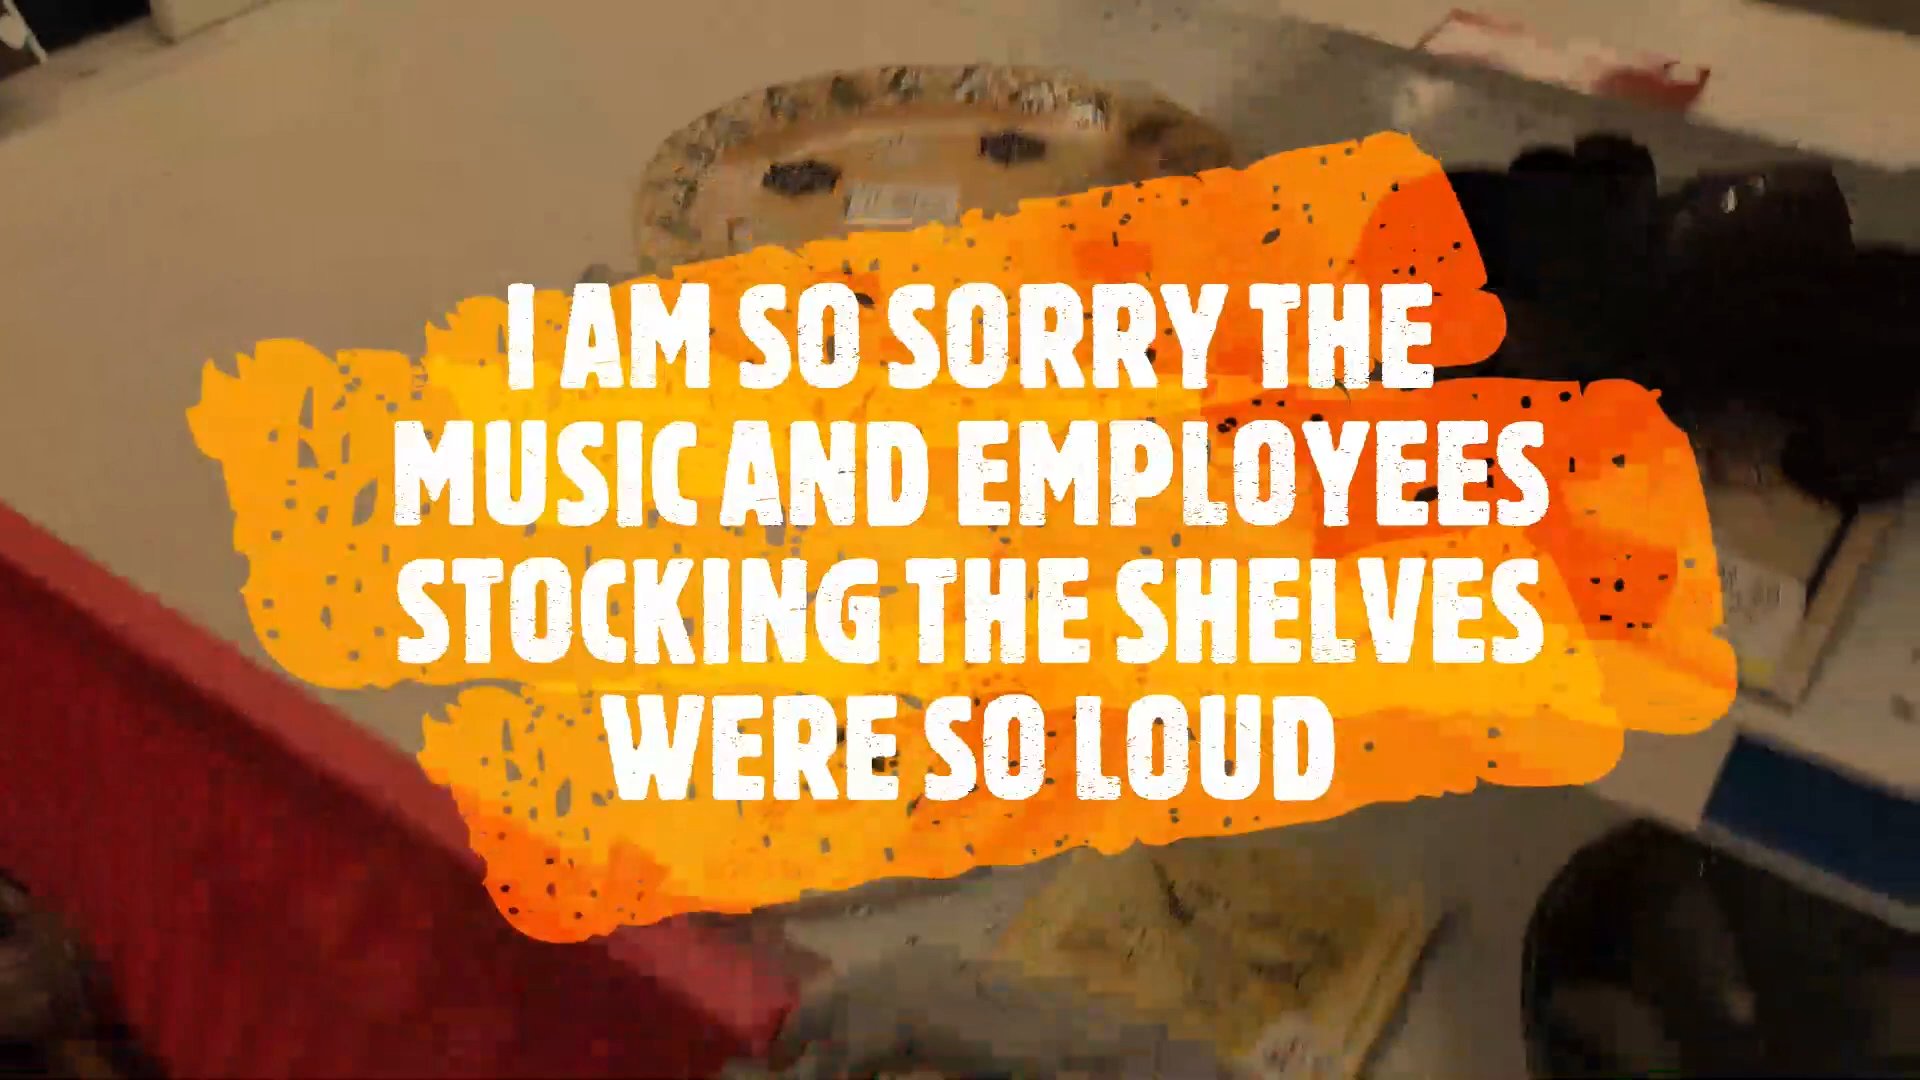 I AM SO SORRY THE
MUSIC AND EMPLOYEES
STOCKING THE SHELVES
WERE SO LOUD